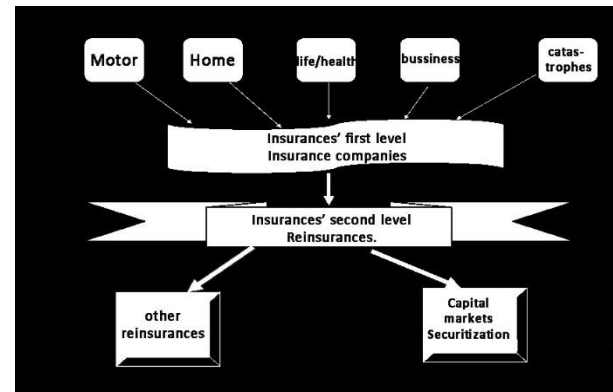 Motor
Home
life/health
bussiness
catas-
trophes
Insurances’ first level
Insurance companies
Insurances’ second level
Reinsurances.
other
reinsurances
Capital
markets
Securitization